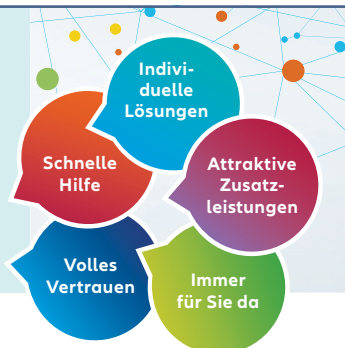 Indivi-
duelle
Lösungen
Schnelle
Hilfe
Attraktive
Zusatz-
leistungen
Volles
Vertrauen
Immer
für Sie da